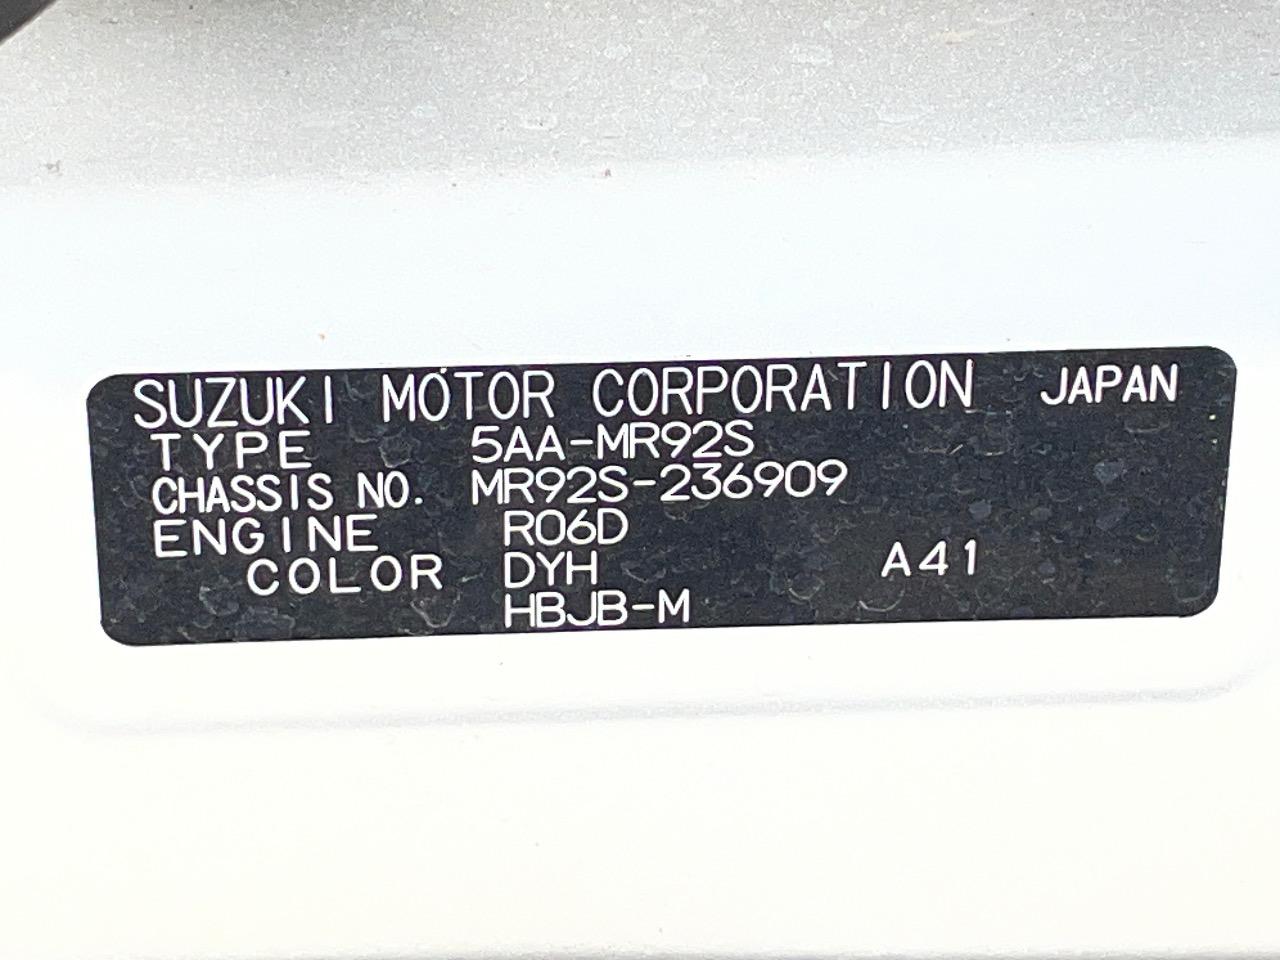 SUZUKI MOTOR CORPORATION JAPAN
TYPE 5AA-MR92S
CHASSIS NO. MR92S-236909
ENGINE R06D
COLOR DYH A41
HBJB-M